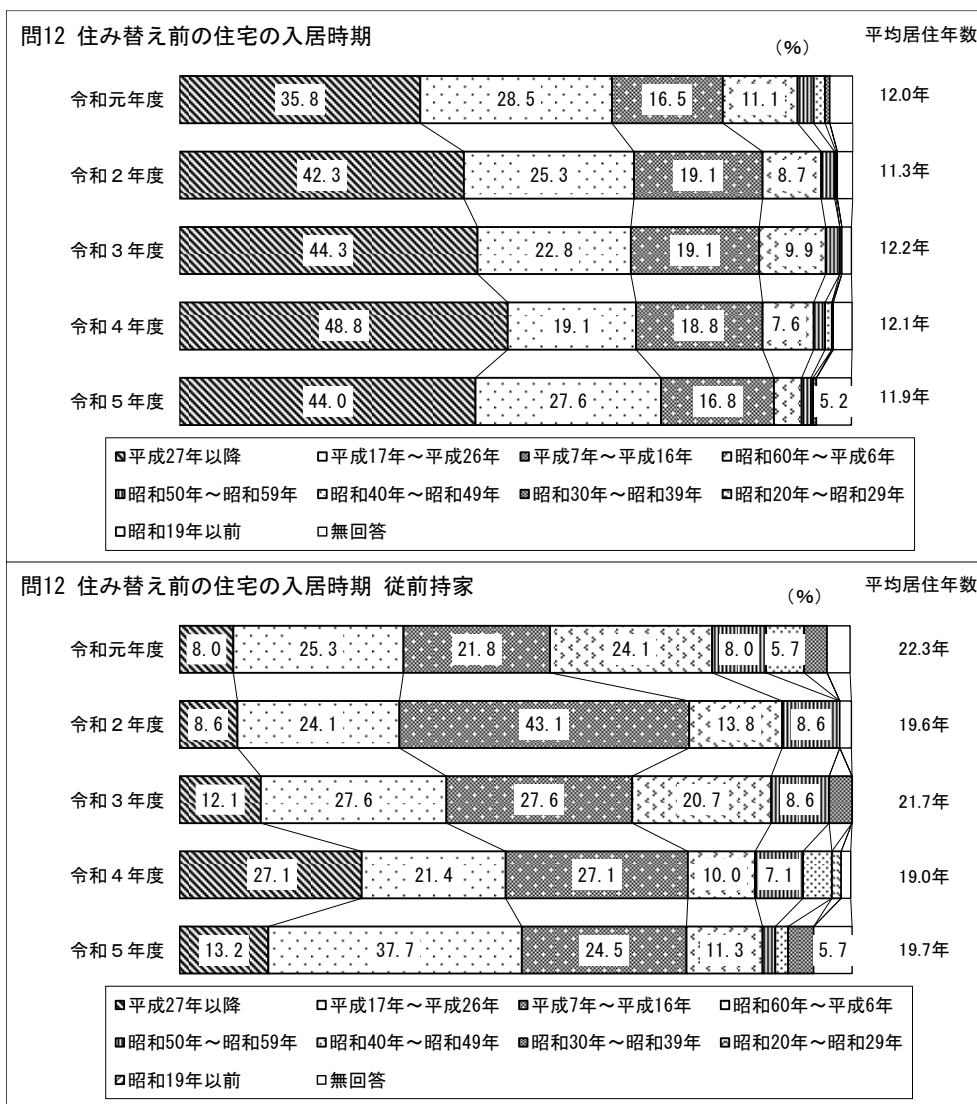 問12 住み替え前の住宅の入居時期
(%)
平均居住年数
令和元年度 35.8 28.5 16.5 11.1 12.0年
令和2年度 42.3 25.3 19.1 8.7 11.3年
令和3年度 44.3 22.8 19.1 9.9 12.2年
令和4年度 48.8 19.1 18.8 7.6 12.1年
令和5年度 44.0 27.6 16.8 5.2 11.9年
平成27年以降 平成17年～平成26年 平成7年～平成16年 昭和60年～平成6年
昭和50年～昭和59年 昭和40年～昭和49年 昭和30年～昭和39年 昭和20年～昭和29年
昭和19年以前 無回答
問12 住み替え前の住宅の入居時期 従前持家
(%)
平均居住年数
令和元年度 8.0 25.3 21.8 24.1 8.0 5.7 22.3年
令和2年度 8.6 24.1 43.1 13.8 8.6 19.6年
令和3年度 12.1 27.6 27.6 20.7 8.6 21.7年
令和4年度 27.1 21.4 27.1 10.0 7.1 19.0年
令和5年度 13.2 37.7 24.5 11.3 5.7 19.7年
平成27年以降 平成17年～平成26年 平成7年～平成16年 昭和60年～平成6年
昭和50年～昭和59年 昭和40年～昭和49年 昭和30年～昭和39年 昭和20年～昭和29年
昭和19年以前 無回答